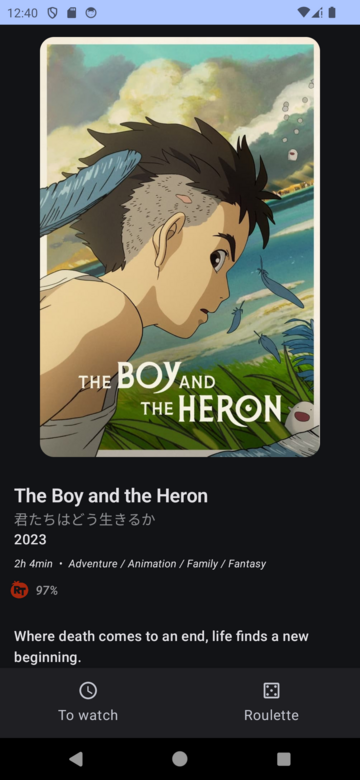 12:40
THE BOY AND
THE HERON
The Boy and the Heron
君たちはどう生きるか
2023
2h 4min • Adventure / Animation / Family / Fantasy
RT 97%
Where death comes to an end, life finds a new
beginning.
To watch Roulette